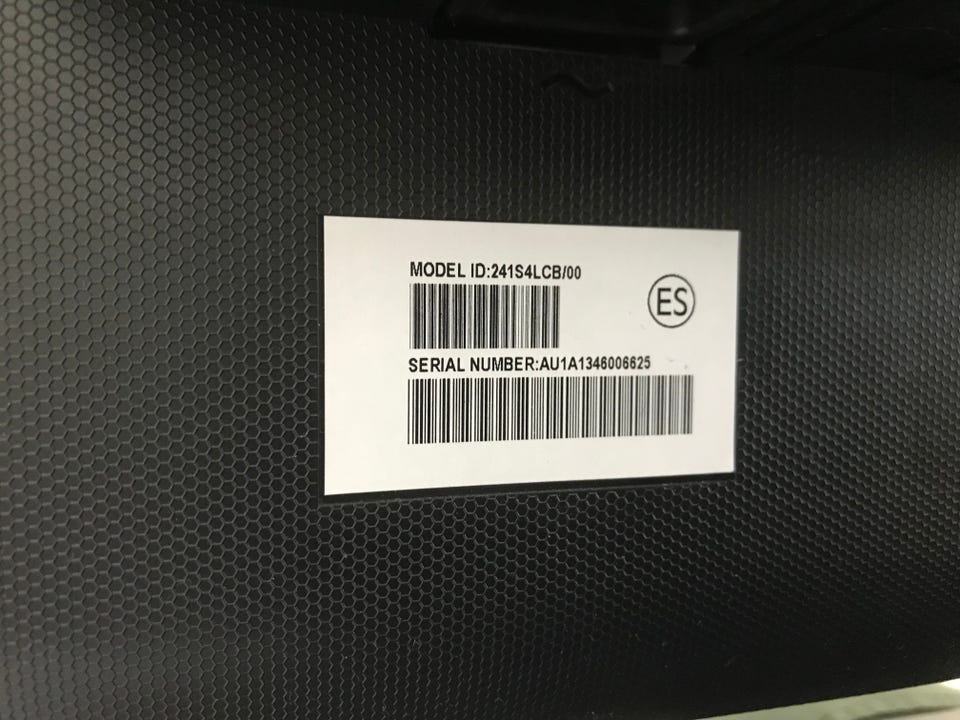 MODEL ID:241S4LCB/00
ES
SERIAL NUMBER:AU1A1346006625